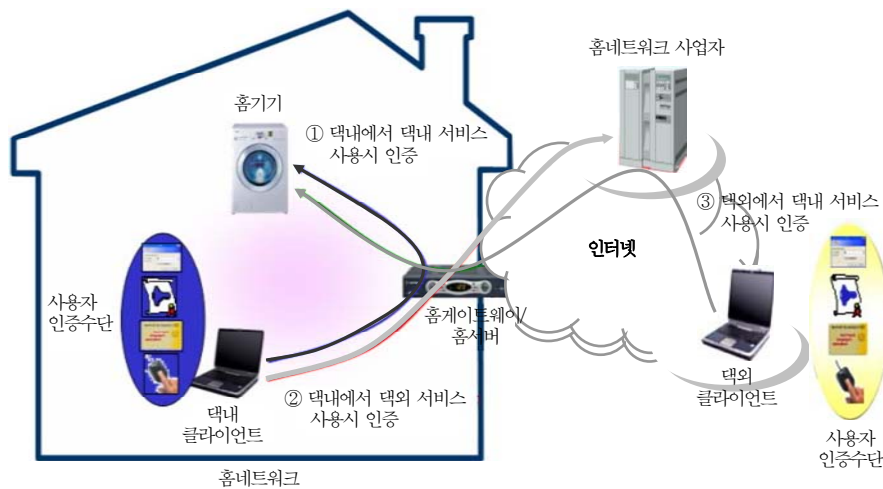 홈네트워크 사업자
홈기기
① 댁내에서 댁내 서비스
사용시 인증
③ 댁외에서 댁내 서비스
사용시 인증
인터넷
사용자
인증수단
홈게이트웨이/
홈서버
② 댁내에서 댁외 서비스
사용시 인증
댁내
클라이언트
댁외
클라이언트
사용자
인증수단
홈네트워크